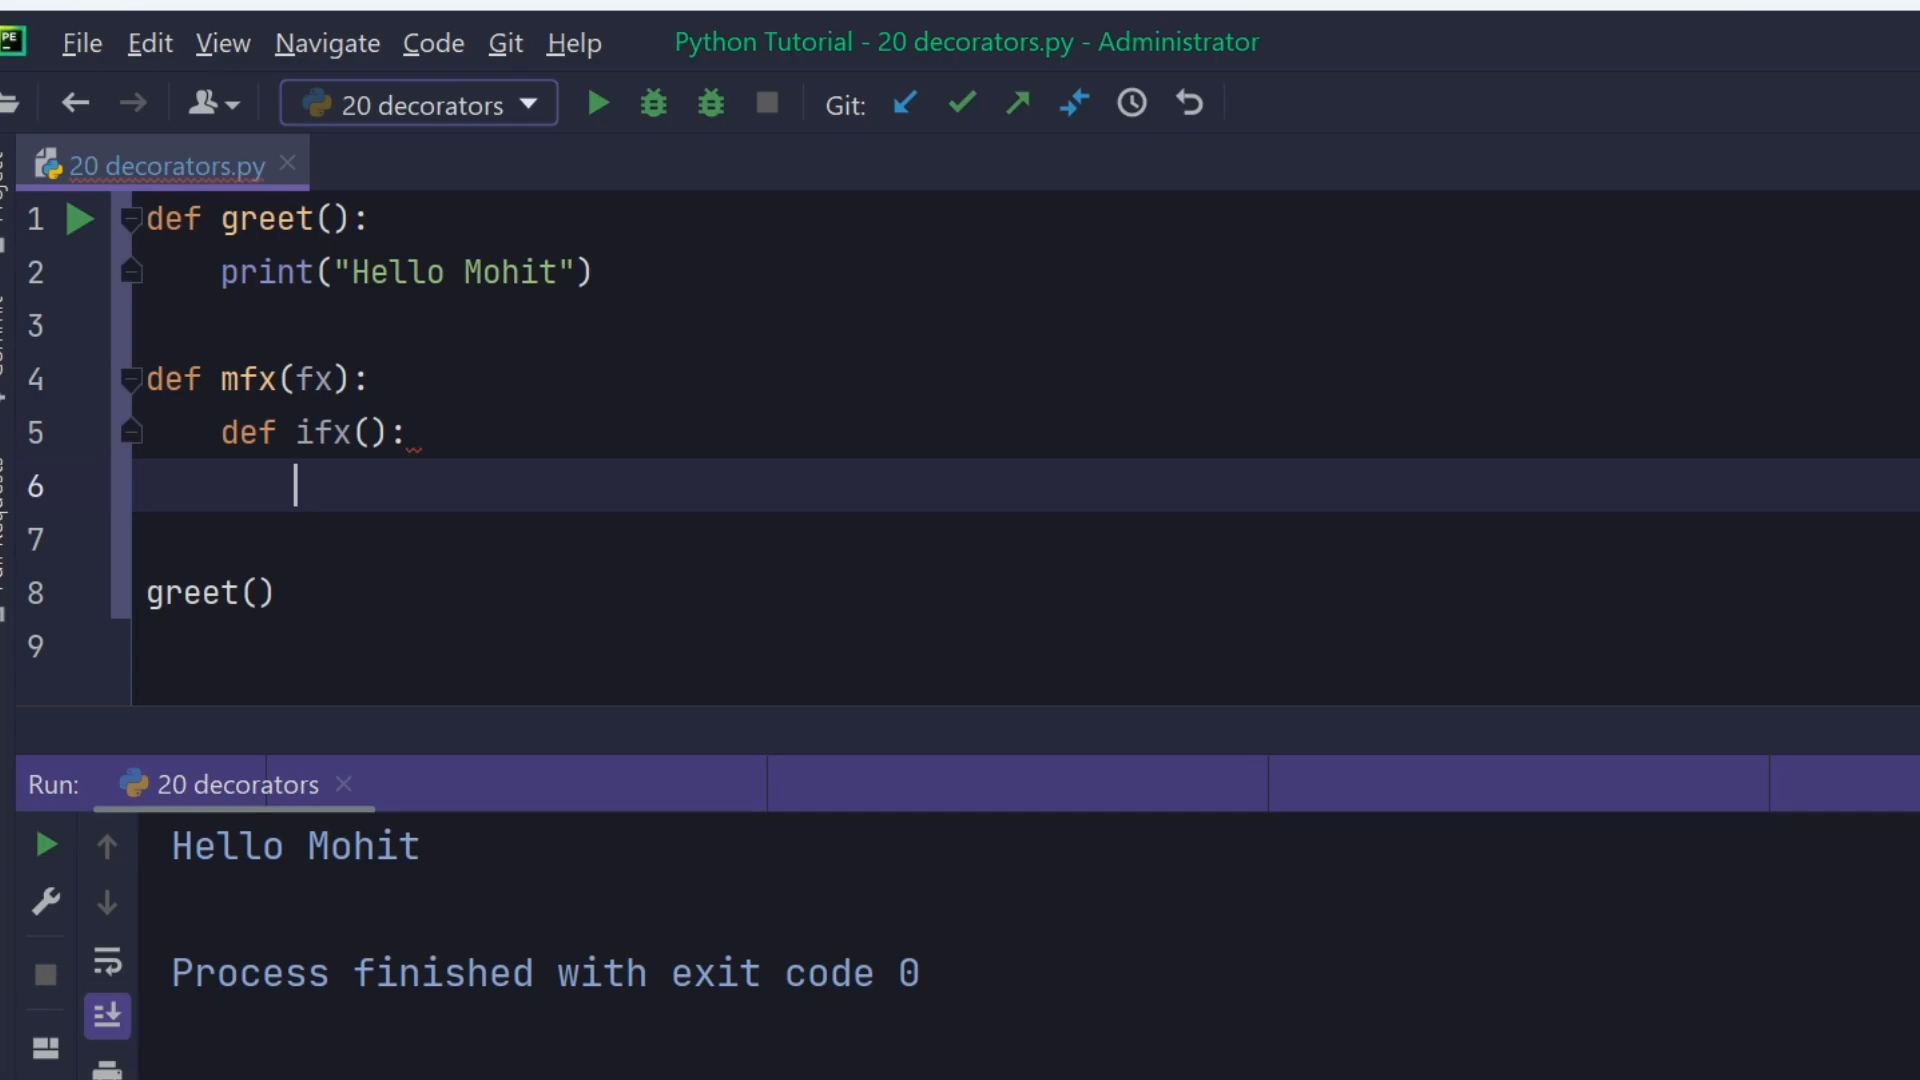 PE
File Edit View Navigate Code Git Help Python Tutorial - 20 decorators.py - Administrator
20 decorators Git:
20 decorators.py
1 def greet():
2 print("Hello Mohit")
3
4 def mfx(fx):
5 def ifx():
6
7
8 greet()
9
Run: 20 decorators
Hello Mohit
Process finished with exit code 0